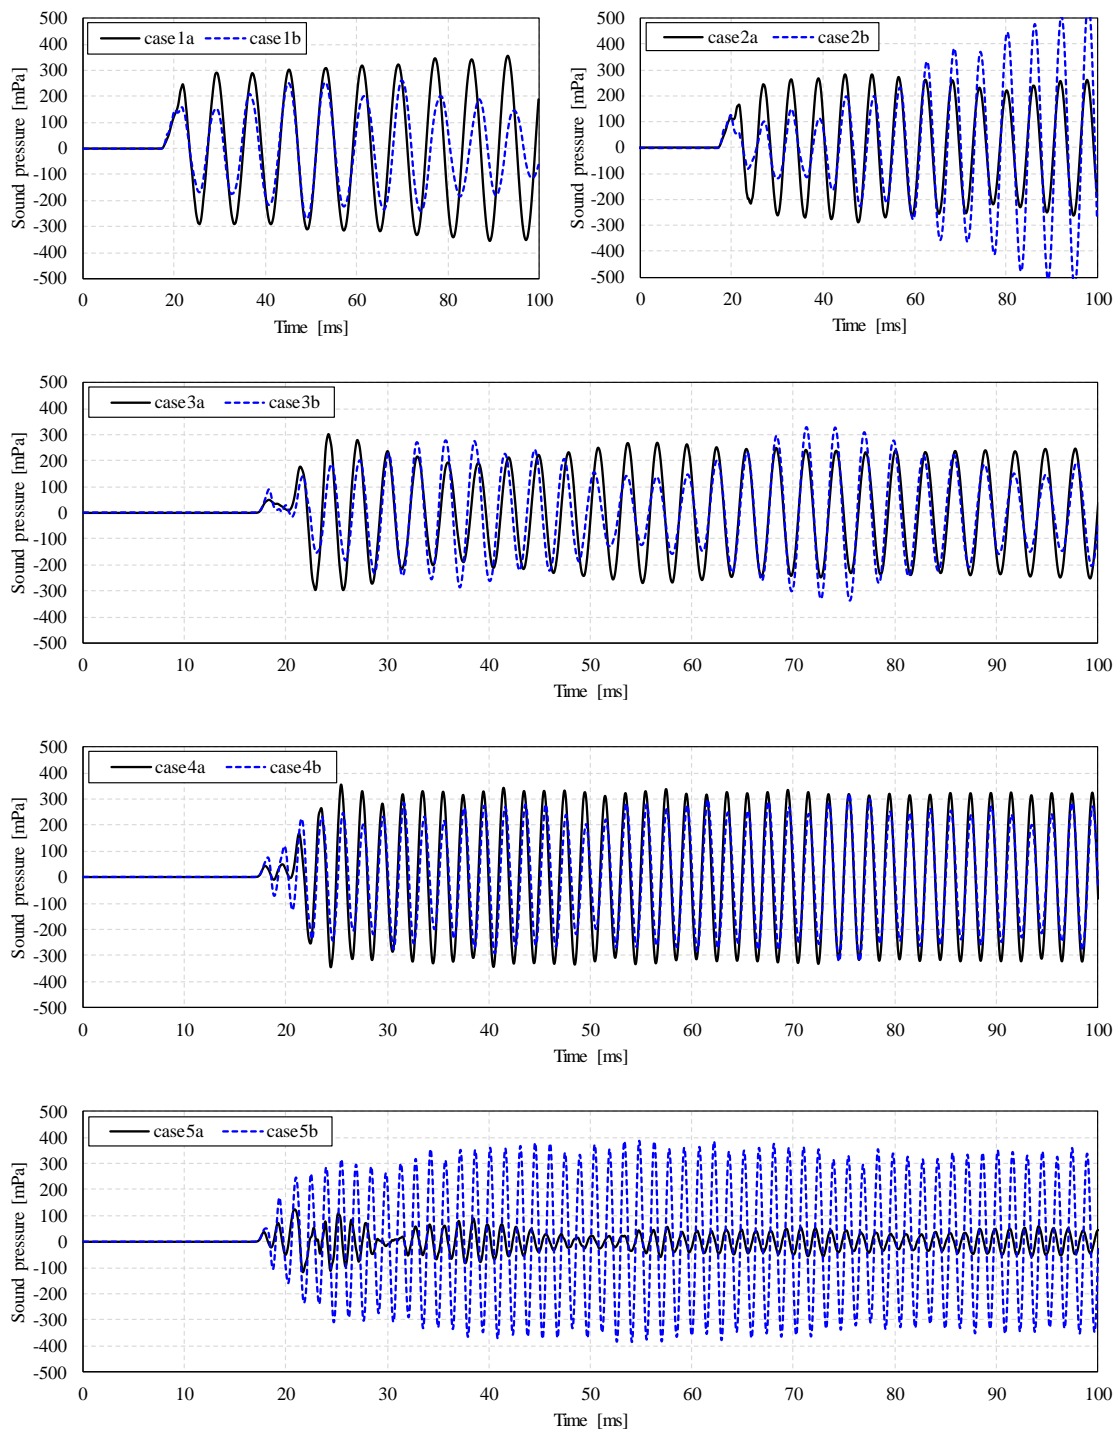 case1a case1b
Sound pressure [mPa]
500
400
300
200
100
0
-100
-200
-300
-400
-500
0 20 40 60 80 100
Time [ms]
case2a case2b
Sound pressure [mPa]
500
400
300
200
100
0
-100
-200
-300
-400
-500
0 20 40 60 80 100
Time [ms]
case3a case3b
Sound pressure [mPa]
500
400
300
200
100
0
-100
-200
-300
-400
-500
0 10 20 30 40 50 60 70 80 90 100
Time [ms]
case4a case4b
Sound pressure [mPa]
500
400
300
200
100
0
-100
-200
-300
-400
-500
0 10 20 30 40 50 60 70 80 90 100
Time [ms]
case5a case5b
Sound pressure [mPa]
500
400
300
200
100
0
-100
-200
-300
-400
-500
0 10 20 30 40 50 60 70 80 90 100
Time [ms]